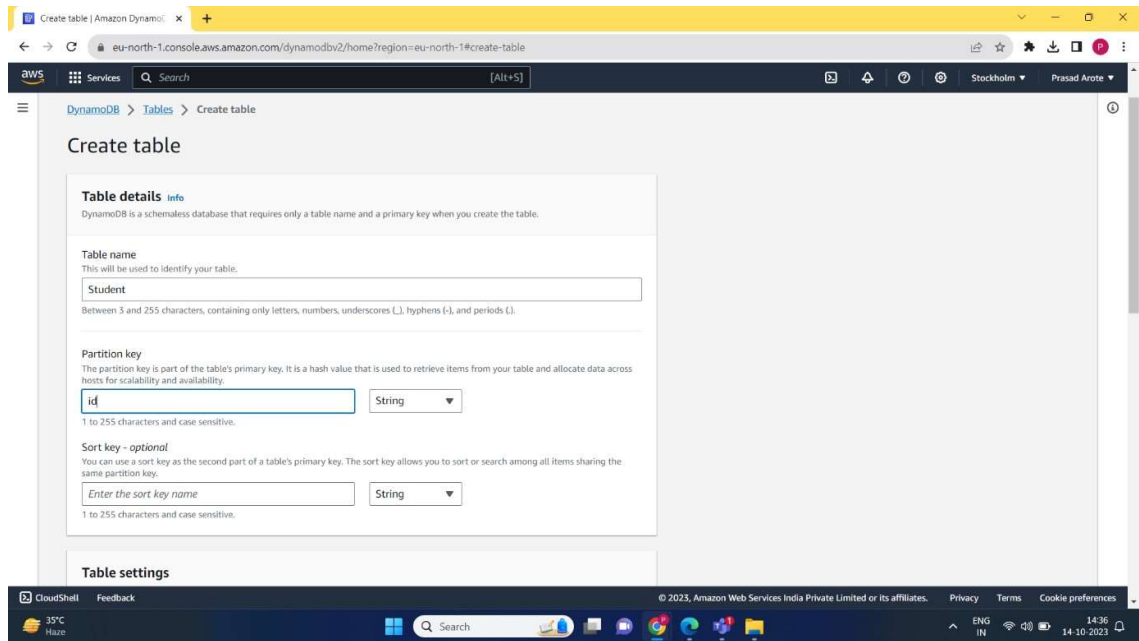 Create table | Amazon Dynamo
eu-north-1.console.aws.amazon.com/dynamodbv2/home?region=eu-north-1#create-table
P
aws
Services
Search
[Alt+S]
Stockholm
Prasad Arote
DynamoDB > Tables > Create table
Create table
Table details Info
DynamoDB is a schemaless database that requires only a table name and a primary key when you create the table.
Table name
This will be used to identify your table.
Student
Between 3 and 255 characters, containing only letters, numbers, underscores (_), hyphens (-), and periods (.).
Partition key
The partition key is part of the table's primary key. It is a hash value that is used to retrieve items from your table and allocate data across
hosts for scalability and availability.
id
String
1 to 255 characters and case sensitive.
Sort key - optional
You can use a sort key as the second part of a table's primary key. The sort key allows you to sort or search among all items sharing the
same partition key.
Enter the sort key name
String
1 to 255 characters and case sensitive.
Table settings
CloudShell
Feedback
© 2023, Amazon Web Services India Private Limited or its affiliates.
Privacy
Terms
Cookie preferences
35°C
Haze
Search
ENG
IN
14:36
14-10-2023